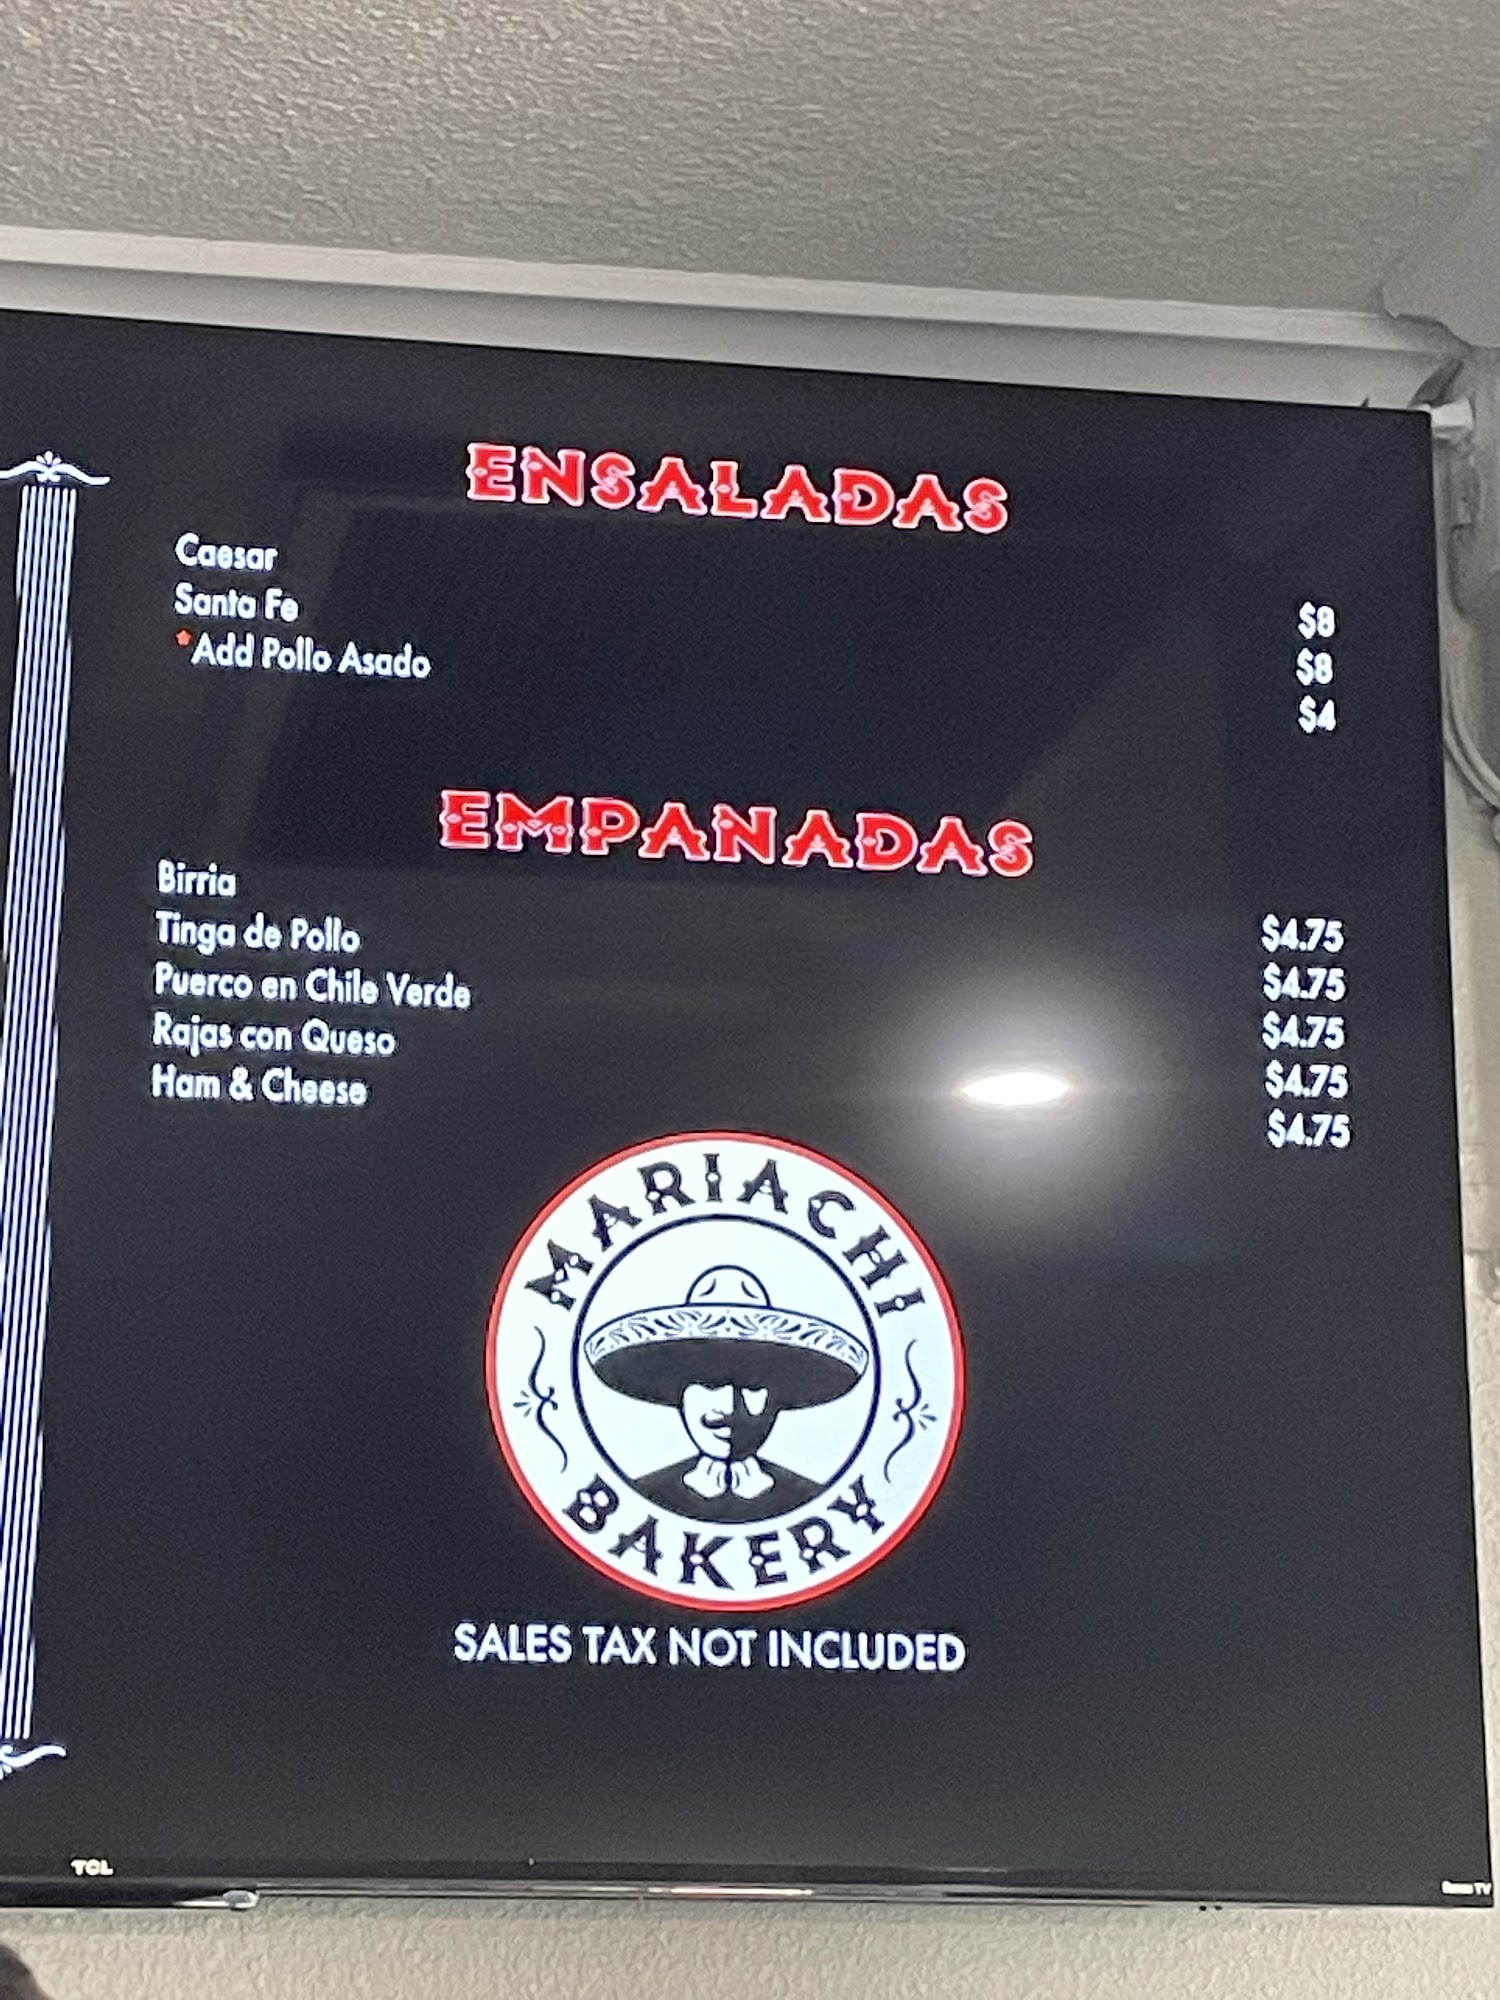 ENSALADAS
Caesar $8
Santa Fe $8
*Add Pollo Asado $4
EMPANADAS
Birria $4.75
Tinga de Pollo $4.75
Puerco en Chile Verde $4.75
Rajas con Queso $4.75
Ham & Cheese $4.75
MARIACHI
BAKERY
SALES TAX NOT INCLUDED
TCL